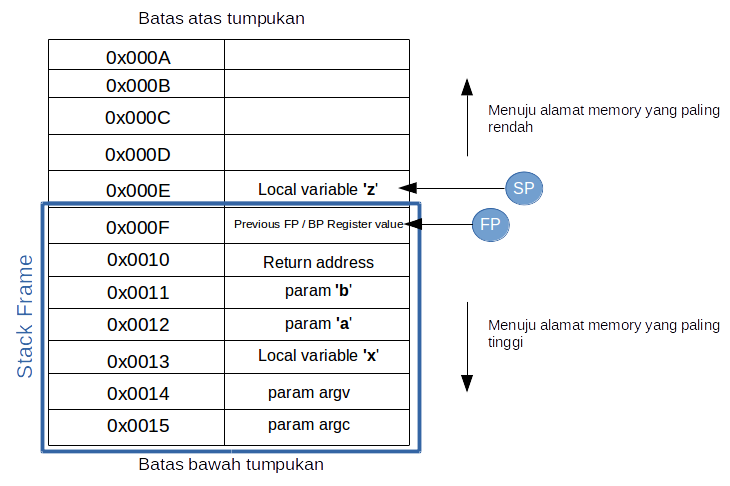 Batas atas tumpukan
0x000A
0x000B
0x000C
0x000D
0x000E Local variable 'z'
0x000F Previous FP / BP Register value
0x0010 Return address
0x0011 param 'b'
0x0012 param 'a'
0x0013 Local variable 'x'
0x0014 param argv
0x0015 param argc
Batas bawah tumpukan
Stack Frame
SP
FP
Menuju alamat memory yang paling
rendah
Menuju alamat memory yang paling
tinggi